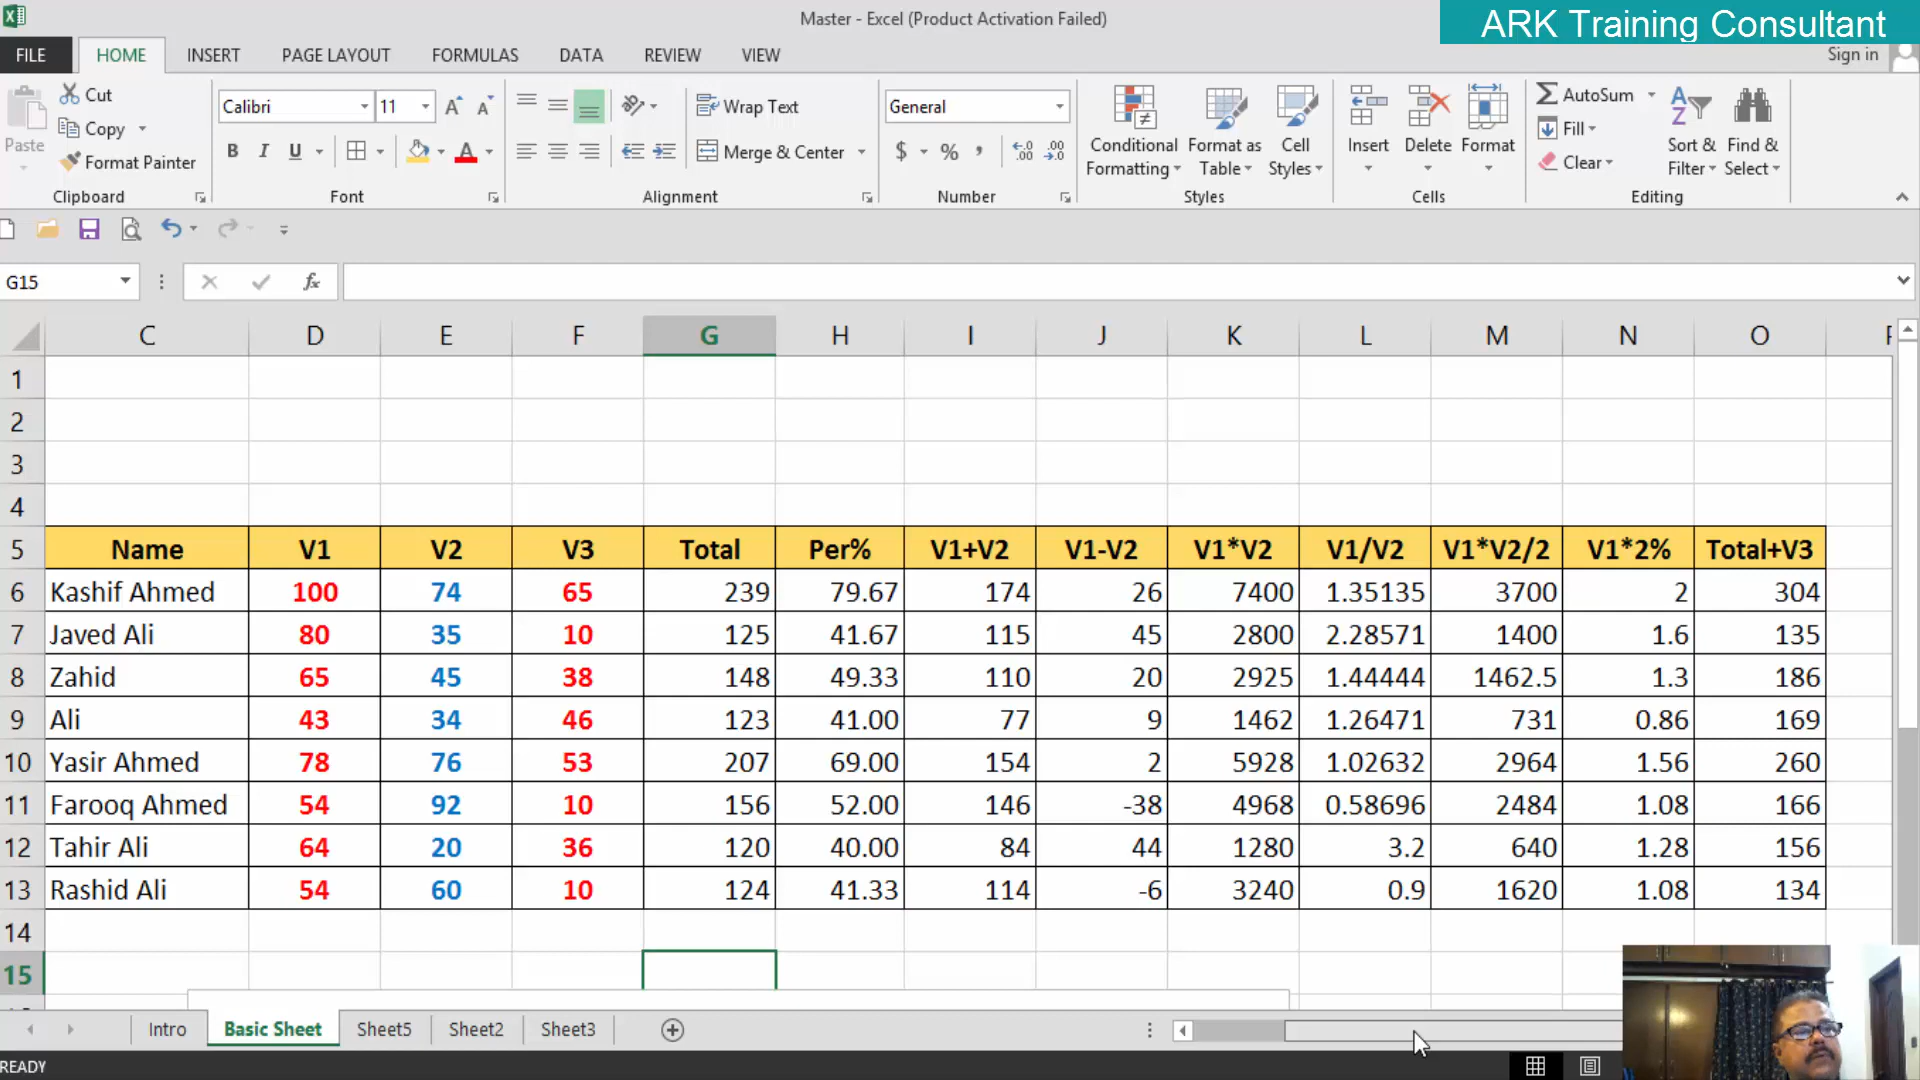 Master - Excel (Product Activation Failed)
ARK Training Consultant
FILE HOME INSERT PAGE LAYOUT FORMULAS DATA REVIEW VIEW Sign in
Paste Cut Copy Format Painter Clipboard
Calibri 11 A A B I U A Font
Wrap Text Merge & Center Alignment
General $ % , .0 .00 .00 .0 Number
Conditional Formatting Format as Table Cell Styles Styles
Insert Delete Format Cells
AutoSum Fill Clear Sort & Filter Find & Select Editing
G15 fx
C D E F G H I J K L M N O
1
2
3
4
5 Name V1 V2 V3 Total Per% V1+V2 V1-V2 V1*V2 V1/V2 V1*V2/2 V1*2% Total+V3
6 Kashif Ahmed 100 74 65 239 79.67 174 26 7400 1.35135 3700 2 304
7 Javed Ali 80 35 10 125 41.67 115 45 2800 2.28571 1400 1.6 135
8 Zahid 65 45 38 148 49.33 110 20 2925 1.44444 1462.5 1.3 186
9 Ali 43 34 46 123 41.00 77 9 1462 1.26471 731 0.86 169
10 Yasir Ahmed 78 76 53 207 69.00 154 2 5928 1.02632 2964 1.56 260
11 Farooq Ahmed 54 92 10 156 52.00 146 -38 4968 0.58696 2484 1.08 166
12 Tahir Ali 64 20 36 120 40.00 84 44 1280 3.2 640 1.28 156
13 Rashid Ali 54 60 10 124 41.33 114 -6 3240 0.9 1620 1.08 134
14
15
Intro Basic Sheet Sheet5 Sheet2 Sheet3
READY